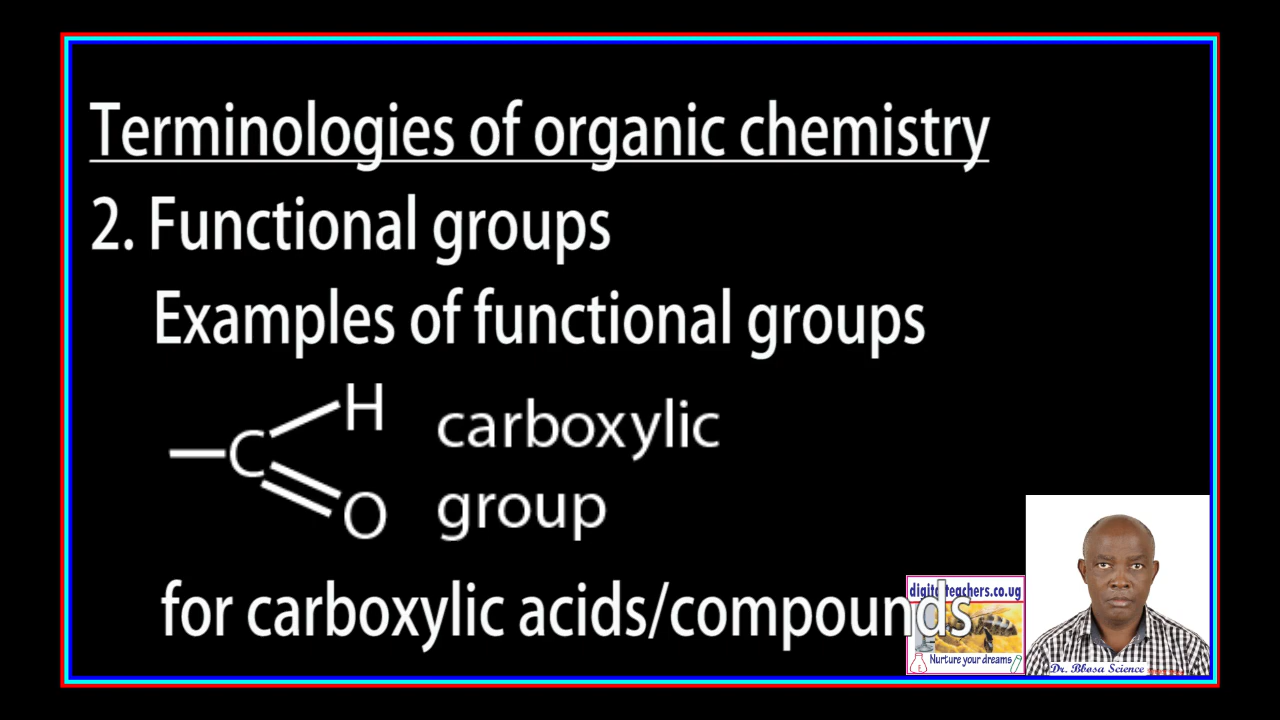 Terminologies of organic chemistry
2. Functional groups
Examples of functional groups
H
C
O
carboxylic
group
for carboxylic acids/compounds
teachers.co.ug
Nurture your dreams
Dr. Bbosa Science